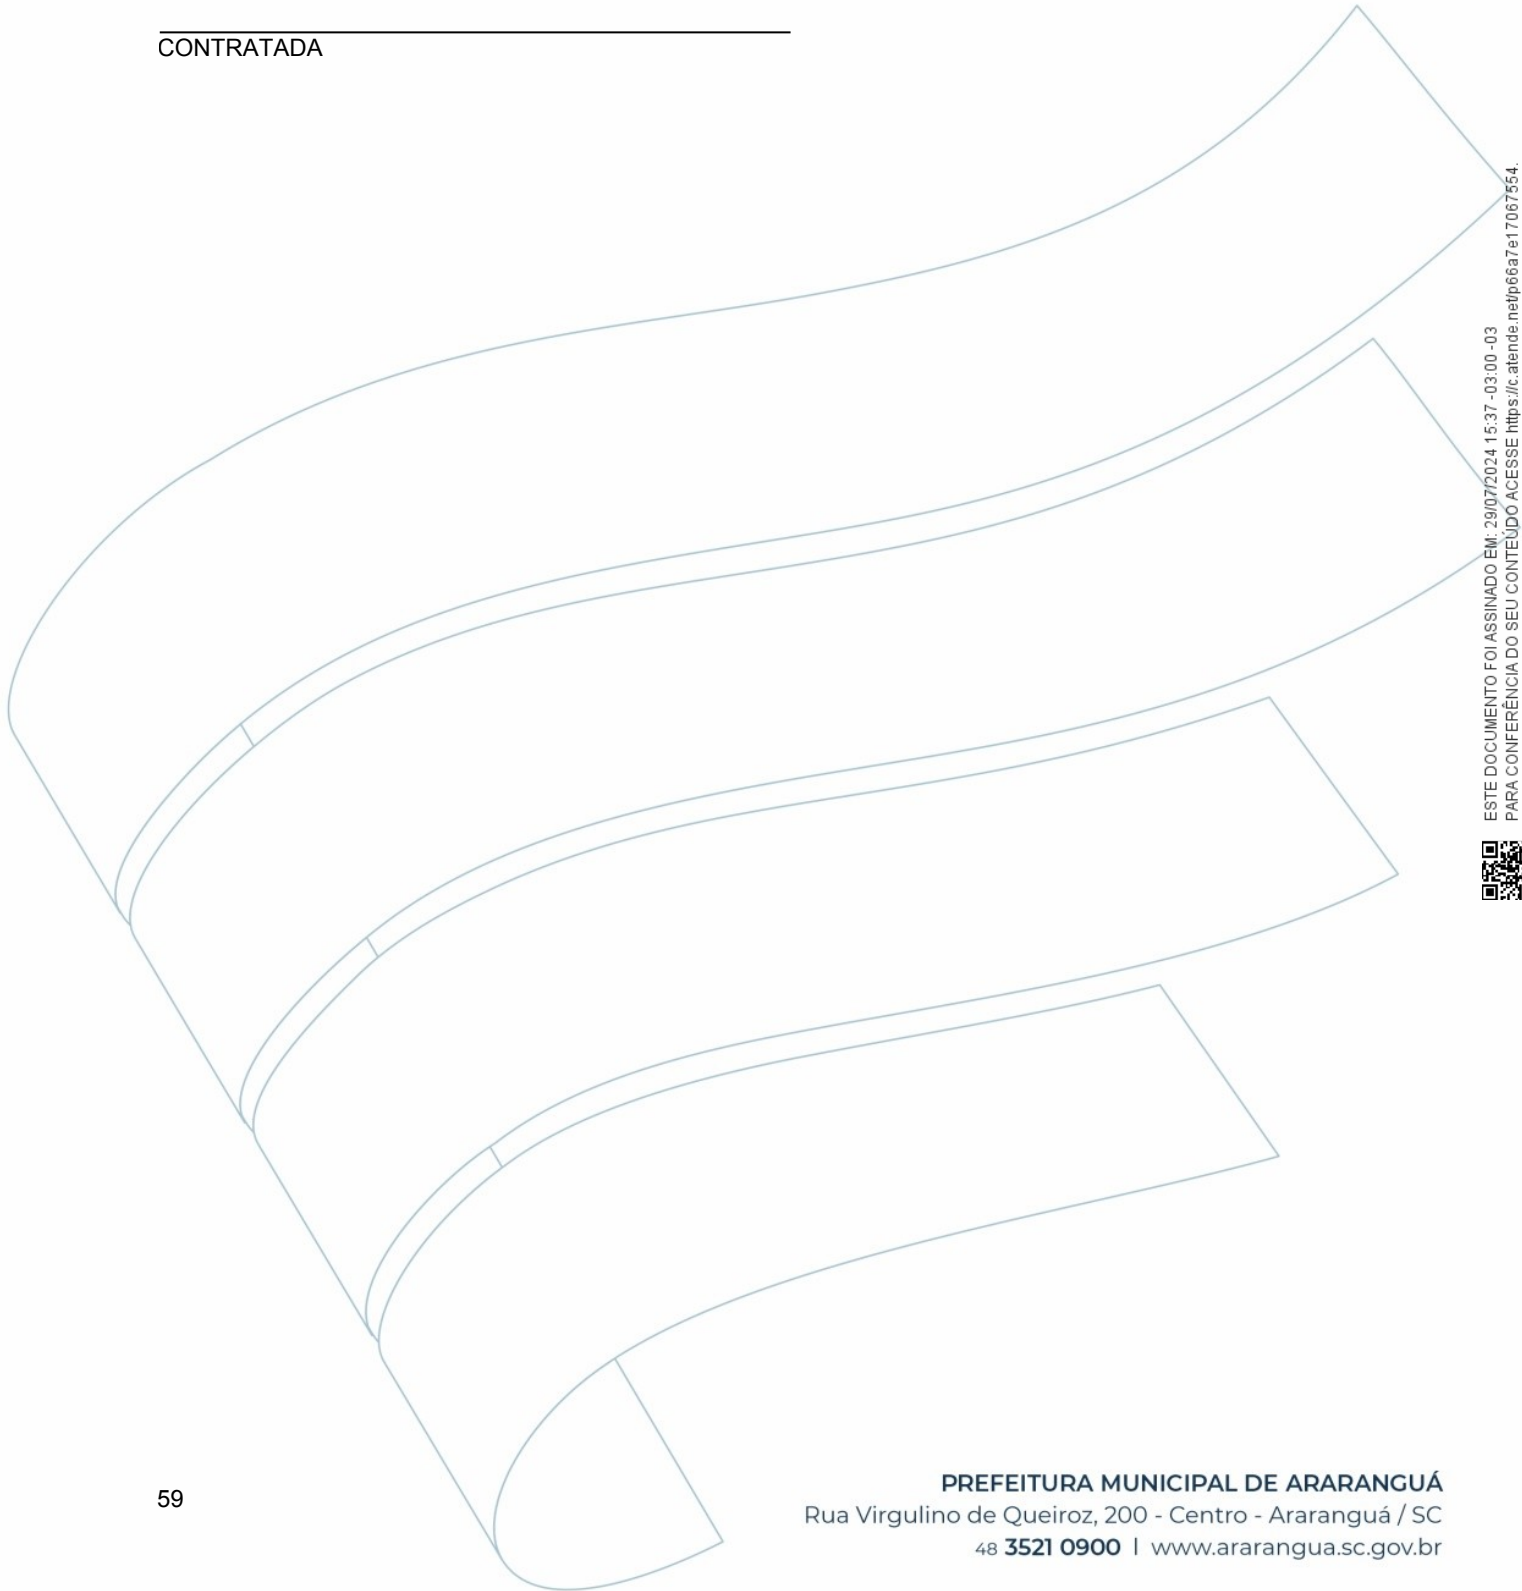 CONTRATADA
ESTE DOCUMENTO FOI ASSINADO EM: 29/07/2024 15:37 -03:00 -03
PARA CONFERÊNCIA DO SEU CONTEÚDO ACESSE https://c.atende.net/p66a7e17067554.
59
PREFEITURA MUNICIPAL DE ARARANGUÁ
Rua Virgulino de Queiroz, 200 - Centro - Araranguá / SC
48 3521 0900 | www.ararangua.sc.gov.br